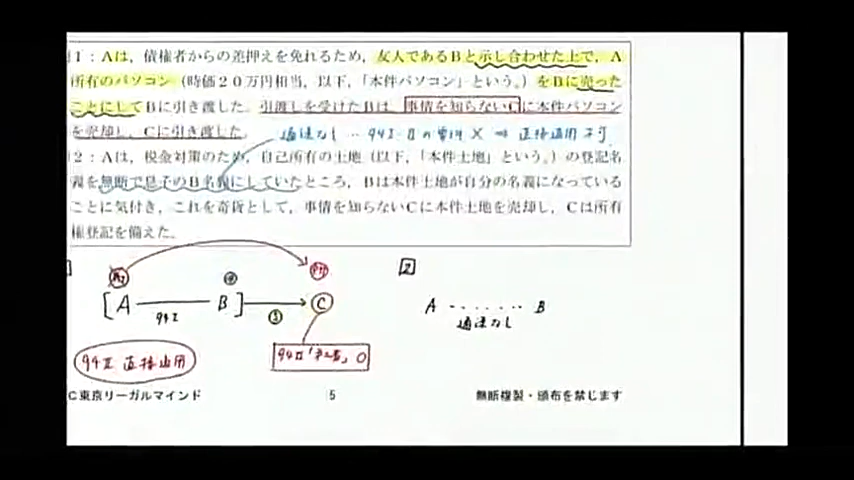 1：Aは，債権者からの差押えを免れるため，友人であるBと示し合わせた上で，A
所有のパソコン（時価２０万円相当，以下，「本件パソコン」という。）をBに売った
ことにしてBに引き渡した。引渡しを受けたBは，事情を知らないCに本件パソコン
を売却し，Cに引き渡した。
通謀なし … 94Ⅱの要件 × ⇒ 直接適用不可
2：Aは，税金対策のため，自己所有の土地（以下，「本件土地」という。）の登記名
義を無断で息子のB名義にしていたところ，Bは本件土地が自分の名義になっている
ことに気付き，これを奇貨として，事情を知らないCに本件土地を売却し，Cは所有
権登記を備えた。
2
[A B] C
94Ⅰ
A ・・・・・・ B
通謀なし
94Ⅱ 直接適用
94Ⅱ「第三者」○
C東京リーガルマインド 5 無断複製・頒布を禁じます